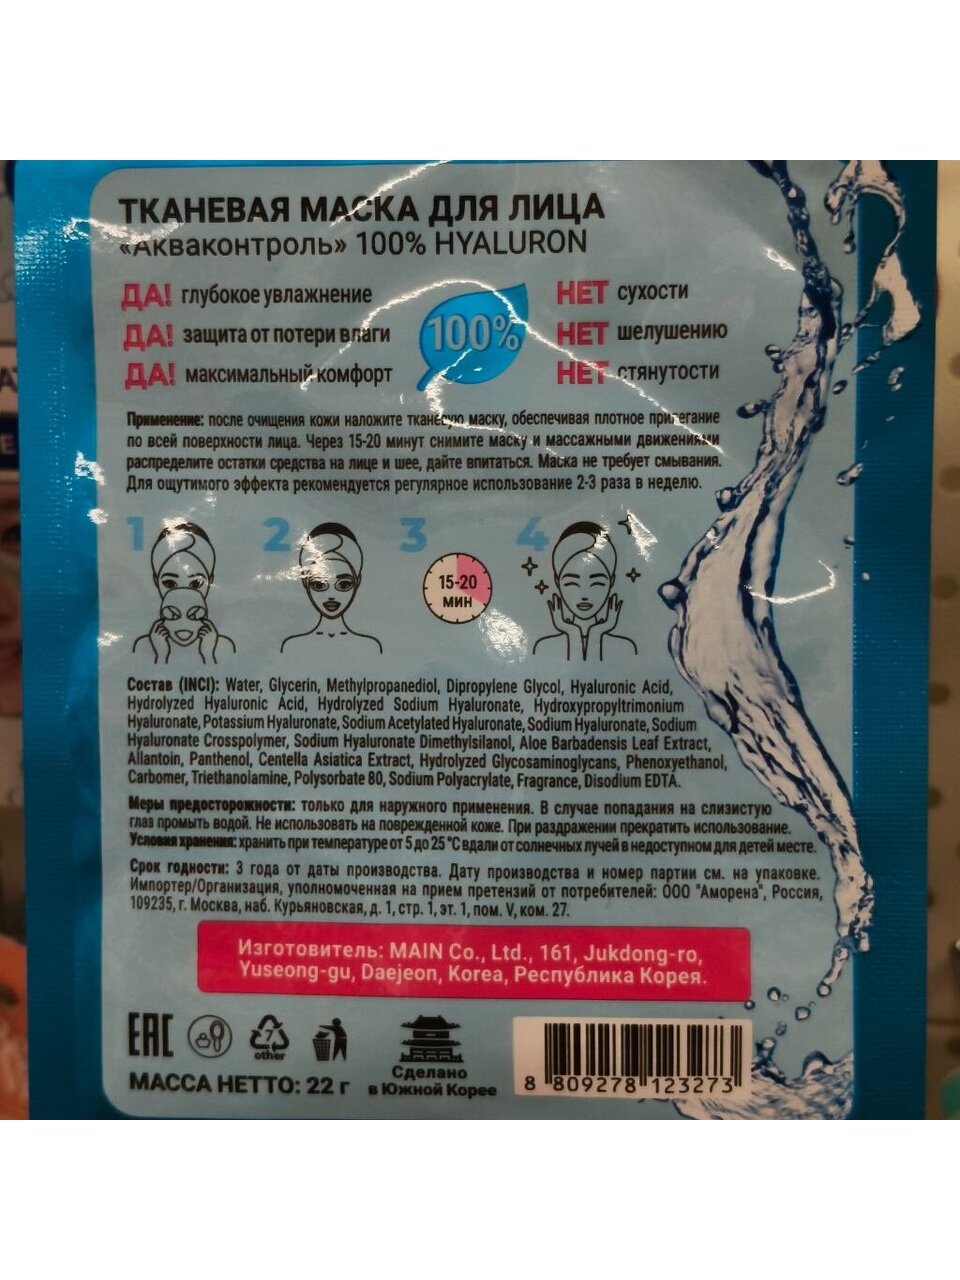 ТКАНЕВАЯ МАСКА ДЛЯ ЛИЦА
«Акваконтроль» 100% HYALURON
ДА! глубокое увлажнение
ДА! защита от потери влаги
ДА! максимальный комфорт
100%
НЕТ сухости
НЕТ шелушению
НЕТ стянутости
Применение: после очищения кожи наложите тканевую маску, обеспечивая плотное прилегание
по всей поверхности лица. Через 15-20 минут снимите маску и массажными движениями
распределите остатки средства на лице и шее, дайте впитаться. Маска не требует смывания.
Для ощутимого эффекта рекомендуется регулярное использование 2-3 раза в неделю.
1 2 3 4
15-20
МИН
Состав (INCI): Water, Glycerin, Methylpropanediol, Dipropylene Glycol, Hyaluronic Acid,
Hydrolyzed Hyaluronic Acid, Hydrolyzed Sodium Hyaluronate, Hydroxypropyltrimonium
Hyaluronate, Potassium Hyaluronate, Sodium Acetylated Hyaluronate, Sodium Hyaluronate, Sodium
Hyaluronate Crosspolymer, Sodium Hyaluronate Dimethylsilanol, Aloe Barbadensis Leaf Extract,
Allantoin, Panthenol, Centella Asiatica Extract, Hydrolyzed Glycosaminoglycans, Phenoxyethanol,
Carbomer, Triethanolamine, Polysorbate 80, Sodium Polyacrylate, Fragrance, Disodium EDTA.
Меры предосторожности: только для наружного применения. В случае попадания на слизистую
глаз промыть водой. Не использовать на поврежденной коже. При раздражении прекратить использование.
Условия хранения: хранить при температуре от 5 до 25 °C вдали от солнечных лучей в недоступном для детей месте.
Срок годности: 3 года от даты производства. Дату производства и номер партии см. на упаковке.
Импортер/Организация, уполномоченная на прием претензий от потребителей: ООО "Аморена", Россия,
109235, г. Москва, наб. Курьяновская, д. 1, стр. 1, эт. 1, пом. V, ком. 27.
Изготовитель: MAIN Co., Ltd., 161, Jukdong-ro,
Yuseong-gu, Daejeon, Korea, Республика Корея.
EAC
7
other
Сделано
в Южной Корее
МАССА НЕТТО: 22 г
8 809278 123273